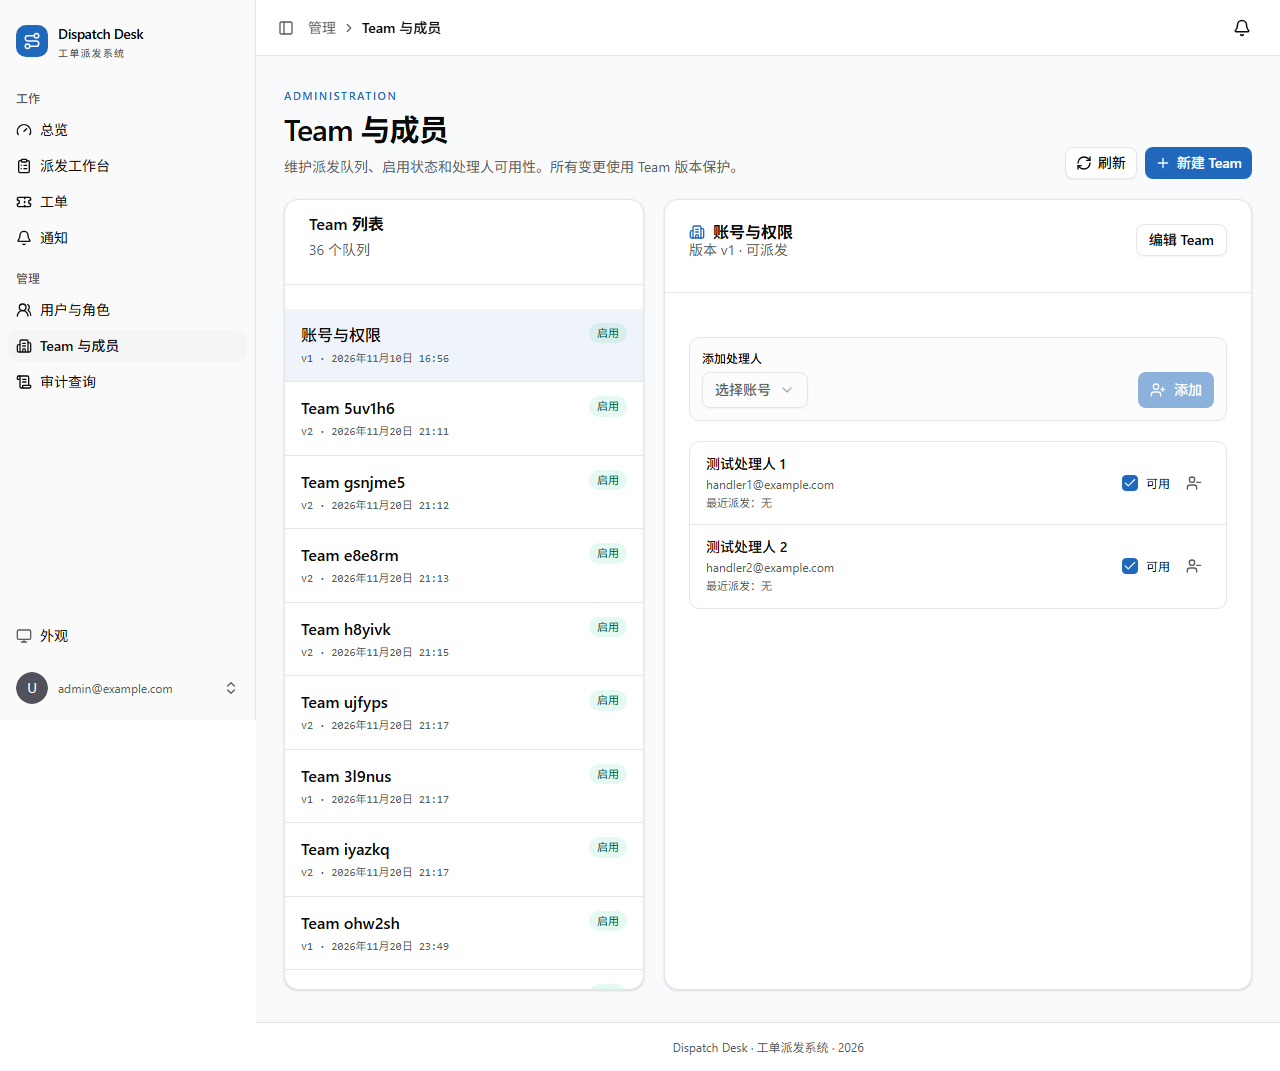 Dispatch Desk
工单派发系统
工作
总览
派发工作台
工单
通知
管理
用户与角色
Team 与成员
审计查询
外观
U
admin@example.com
管理 > Team 与成员
ADMINISTRATION
Team 与成员
维护派发队列、启用状态和处理人可用性。所有变更使用 Team 版本保护。
刷新
新建 Team
Team 列表
36 个队列
账号与权限
启用
v1 · 2026年11月10日 16:56
Team 5uv1h6
启用
v2 · 2026年11月20日 21:11
Team gsnjme5
启用
v2 · 2026年11月20日 21:12
Team e8e8rm
启用
v2 · 2026年11月20日 21:13
Team h8yivk
启用
v2 · 2026年11月20日 21:15
Team ujfyps
启用
v2 · 2026年11月20日 21:17
Team 3l9nus
启用
v1 · 2026年11月20日 21:17
Team iyazkq
启用
v2 · 2026年11月20日 21:17
Team ohw2sh
启用
v1 · 2026年11月20日 23:49
账号与权限
版本 v1 · 可派发
编辑 Team
添加处理人
选择账号
添加
测试处理人 1
handler1@example.com
最近派发：无
可用
测试处理人 2
handler2@example.com
最近派发：无
可用
Dispatch Desk · 工单派发系统 · 2026